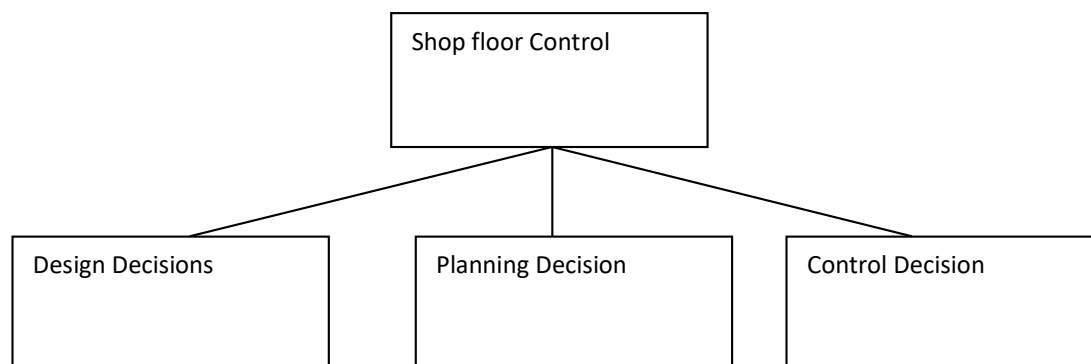 Shop floor Control
Design Decisions
Planning Decision
Control Decision